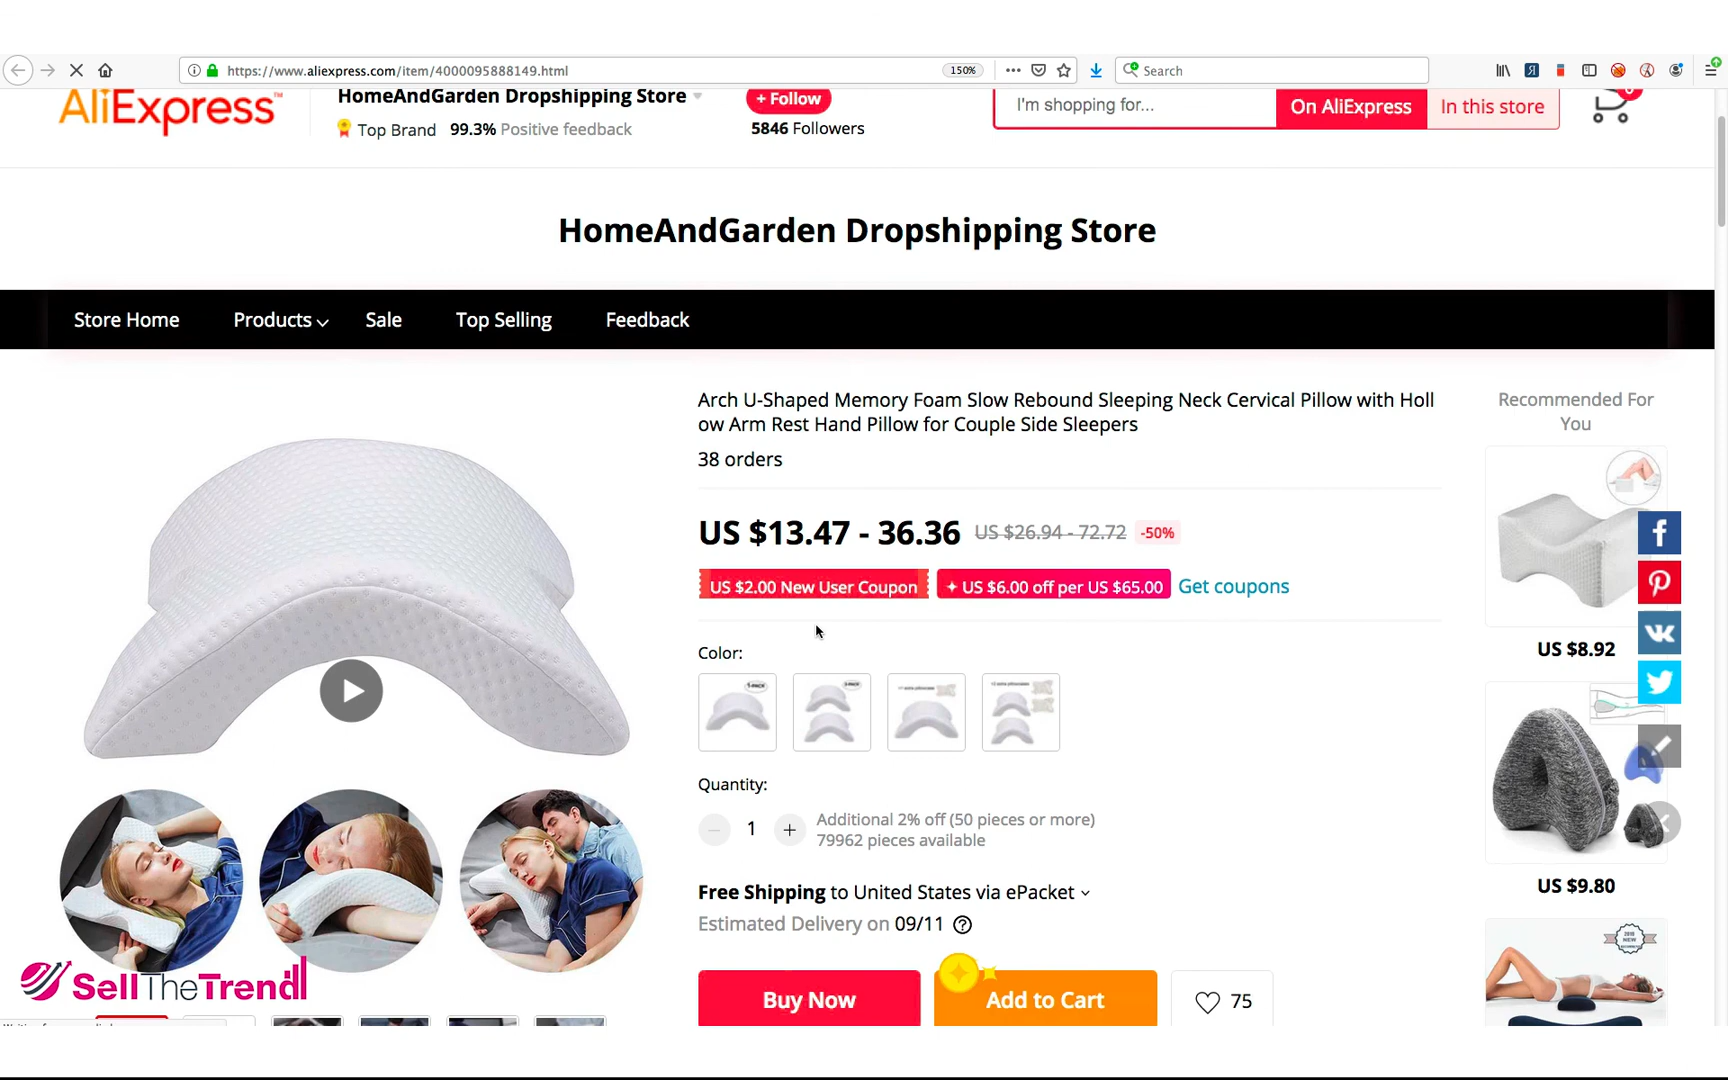 https://www.aliexpress.com/item/4000095888149.html
150%
Search
AliExpress™
HomeAndGarden Dropshipping Store
+ Follow
I'm shopping for...
On AliExpress
In this store
Top Brand 99.3% Positive feedback
5846 Followers
HomeAndGarden Dropshipping Store
Store Home
Products
Sale
Top Selling
Feedback
Arch U-Shaped Memory Foam Slow Rebound Sleeping Neck Cervical Pillow with Holl
ow Arm Rest Hand Pillow for Couple Side Sleepers
38 orders
US $13.47 - 36.36 US $26.94 - 72.72 -50%
US $2.00 New User Coupon
US $6.00 off per US $65.00
Get coupons
Color:
Quantity:
1
Additional 2% off (50 pieces or more)
79962 pieces available
Free Shipping to United States via ePacket
Estimated Delivery on 09/11
Buy Now
Add to Cart
75
Recommended For
You
US $8.92
US $9.80
SellTheTrend